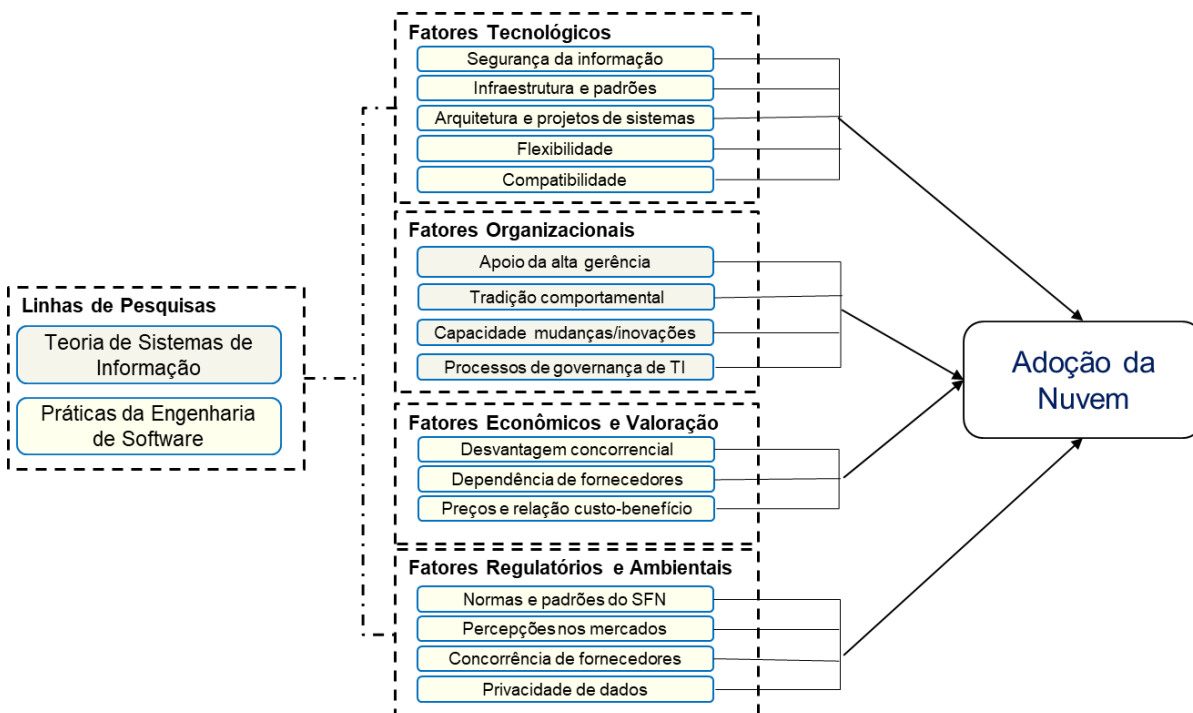 Linhas de Pesquisas
Teoria de Sistemas de
Informação
Práticas da Engenharia
de Software
Fatores Tecnológicos
Segurança da informação
Infraestrutura e padrões
Arquitetura e projetos de sistemas
Flexibilidade
Compatibilidade
Fatores Organizacionais
Apoio da alta gerência
Tradição comportamental
Capacidade mudanças/inovações
Processos de governança de TI
Fatores Econômicos e Valoração
Desvantagem concorrencial
Dependência de fornecedores
Preços e relação custo-benefício
Fatores Regulatórios e Ambientais
Normas e padrões do SFN
Percepções nos mercados
Concorrência de fornecedores
Privacidade de dados
Adoção da
Nuvem